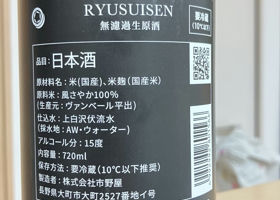 RYUSUISEN
無濾過生原酒
要冷蔵
(10℃以下)
品目: 日本酒
原材料名: 米(国産)、米麹(国産米)
原料米: 風さやか100%
(生産元: ヴァンベール平出)
仕込水: 上白沢伏流水
(採水地: AW・ウォーター)
アルコール分: 15度
内容量: 720ml
保存方法: 要冷蔵(10℃以下推奨)
製造者: 株式会社市野屋
長野県大町市大町2527番地イ号